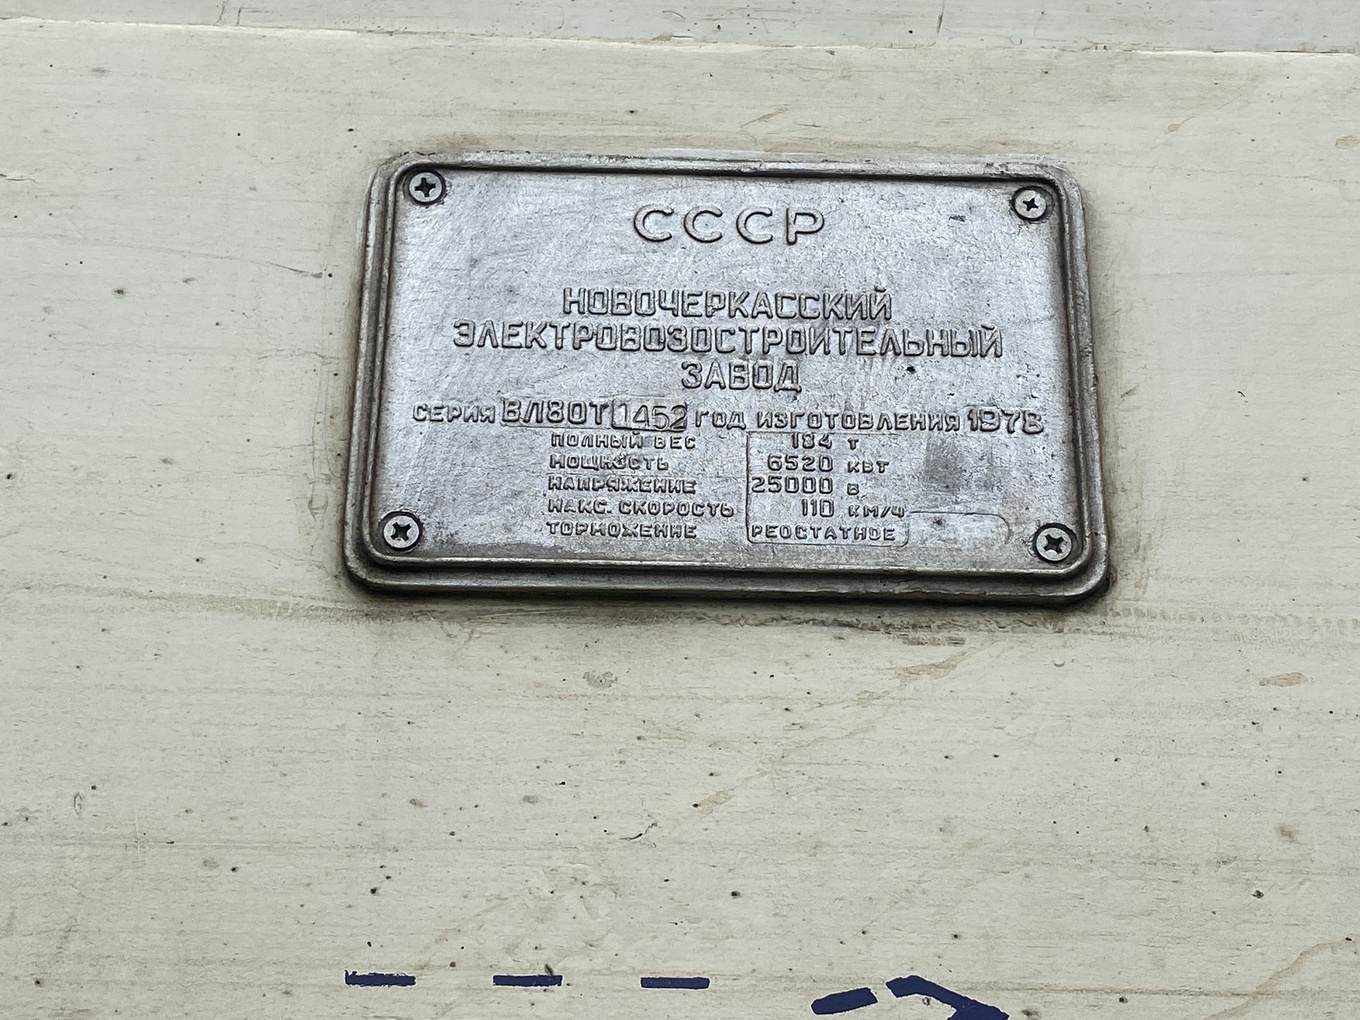 СССР
НОВОЧЕРКАССКИЙ
ЭЛЕКТРОВОЗОСТРОИТЕЛЬНЫЙ
ЗАВОД
СЕРИЯ ВЛ80Т 1452 ГОД ИЗГОТОВЛЕНИЯ 1978
ПОЛНЫЙ ВЕС 184 Т
МОЩНОСТЬ 6520 КВТ
НАПРЯЖЕНИЕ 25000 В
МАКС. СКОРОСТЬ 110 КМ/Ч
ТОРМОЖЕНИЕ РЕОСТАТНОЕ